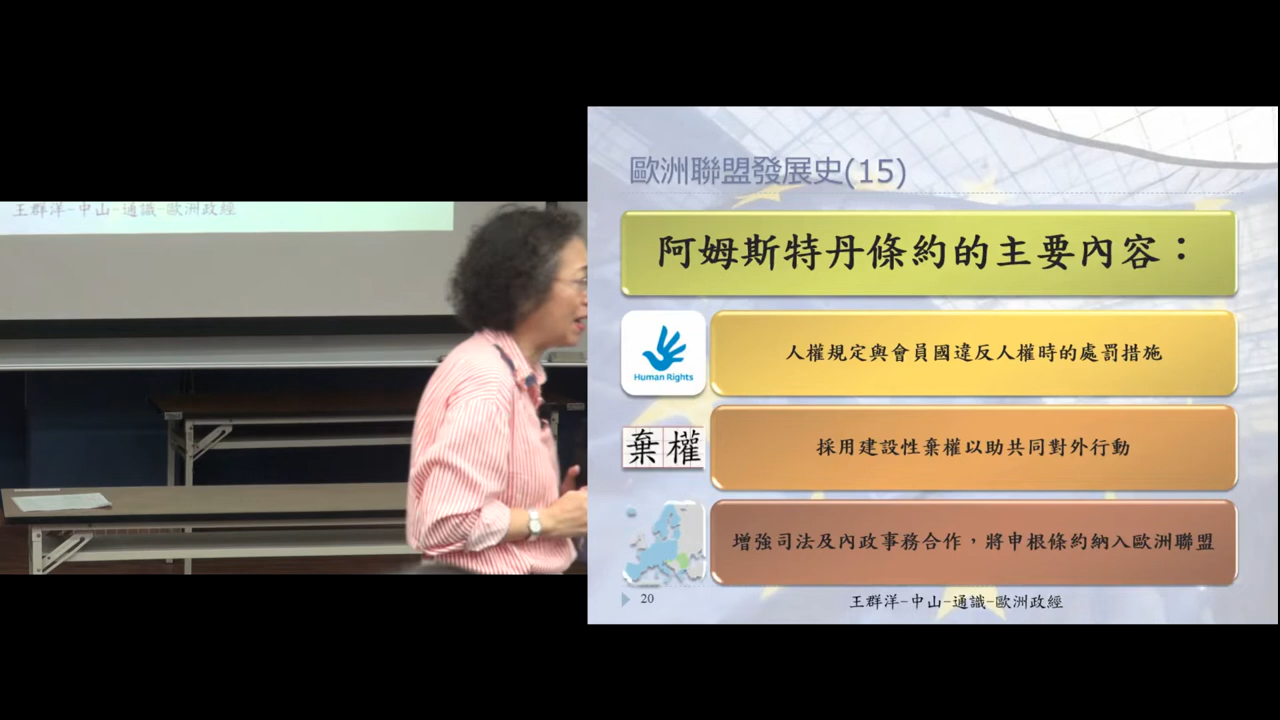 王群洋-中山-通識-歐洲政經
歐洲聯盟發展史(15)
阿姆斯特丹條約的主要內容：
Human Rights
人權規定與會員國違反人權時的處罰措施
棄權
採用建設性棄權以助共同對外行動
增強司法及內政事務合作，將申根條約納入歐洲聯盟
20
王群洋-中山-通識-歐洲政經